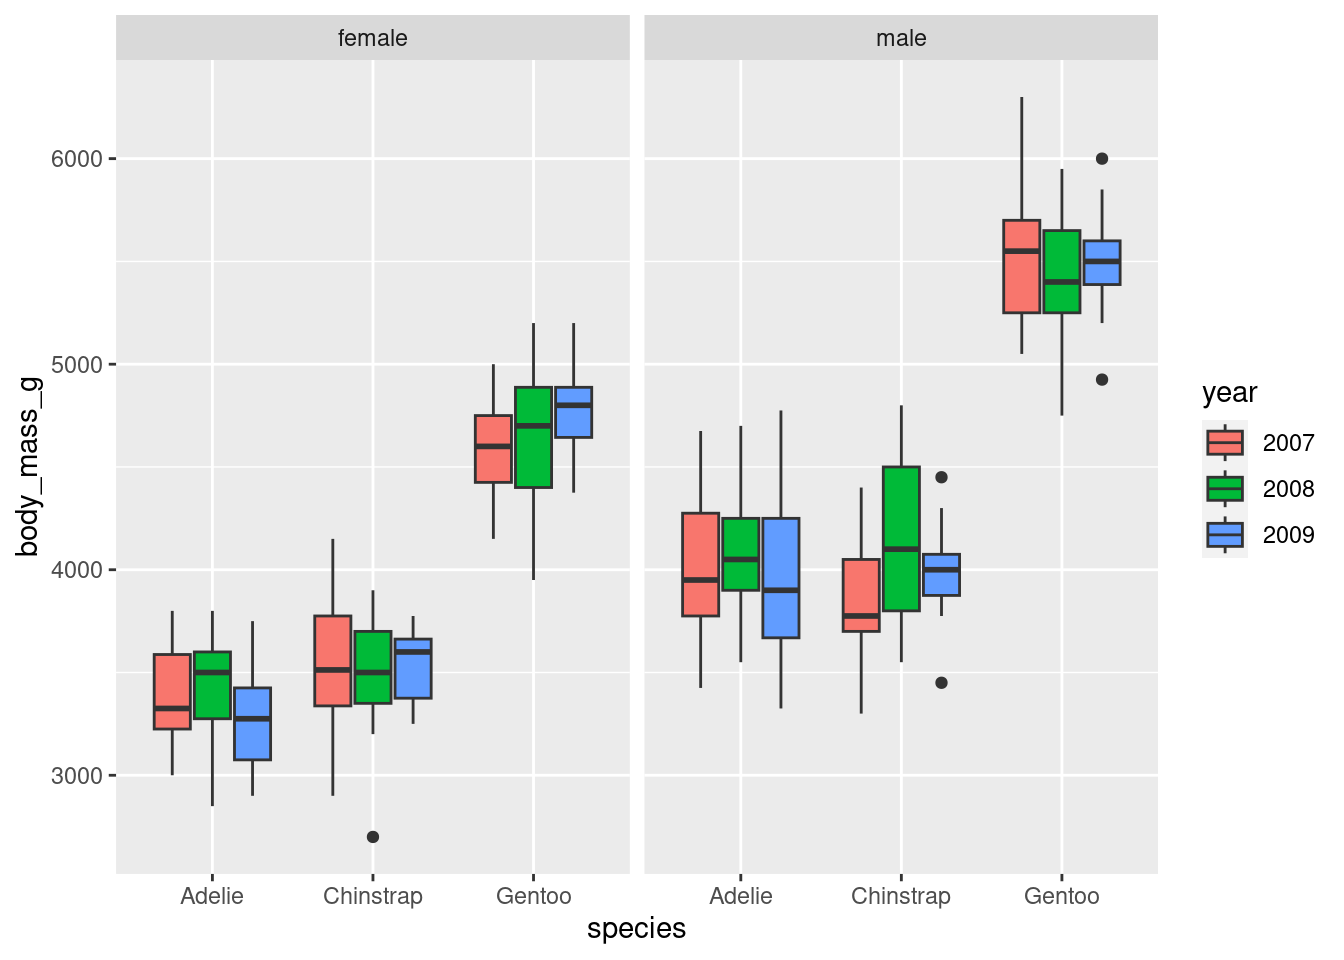 female
male
body_mass_g
6000
5000
4000
3000
Adelie
Chinstrap
Gentoo
Adelie
Chinstrap
Gentoo
species
year
2007
2008
2009